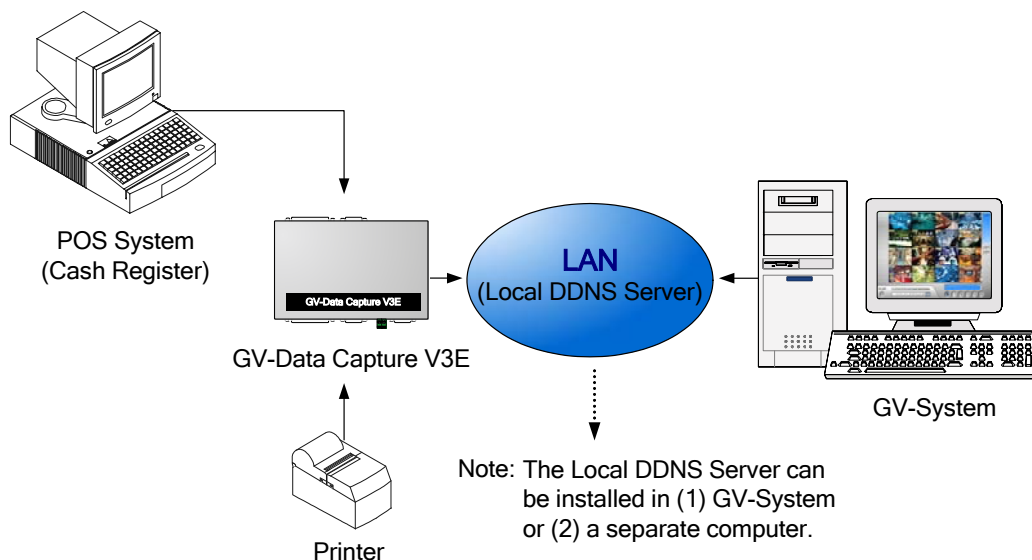 POS System
(Cash Register)
GV-Data Capture V3E
GV-Data Capture V3E
LAN
(Local DDNS Server)
GV-System
Printer
Note: The Local DDNS Server can
be installed in (1) GV-System
or (2) a separate computer.